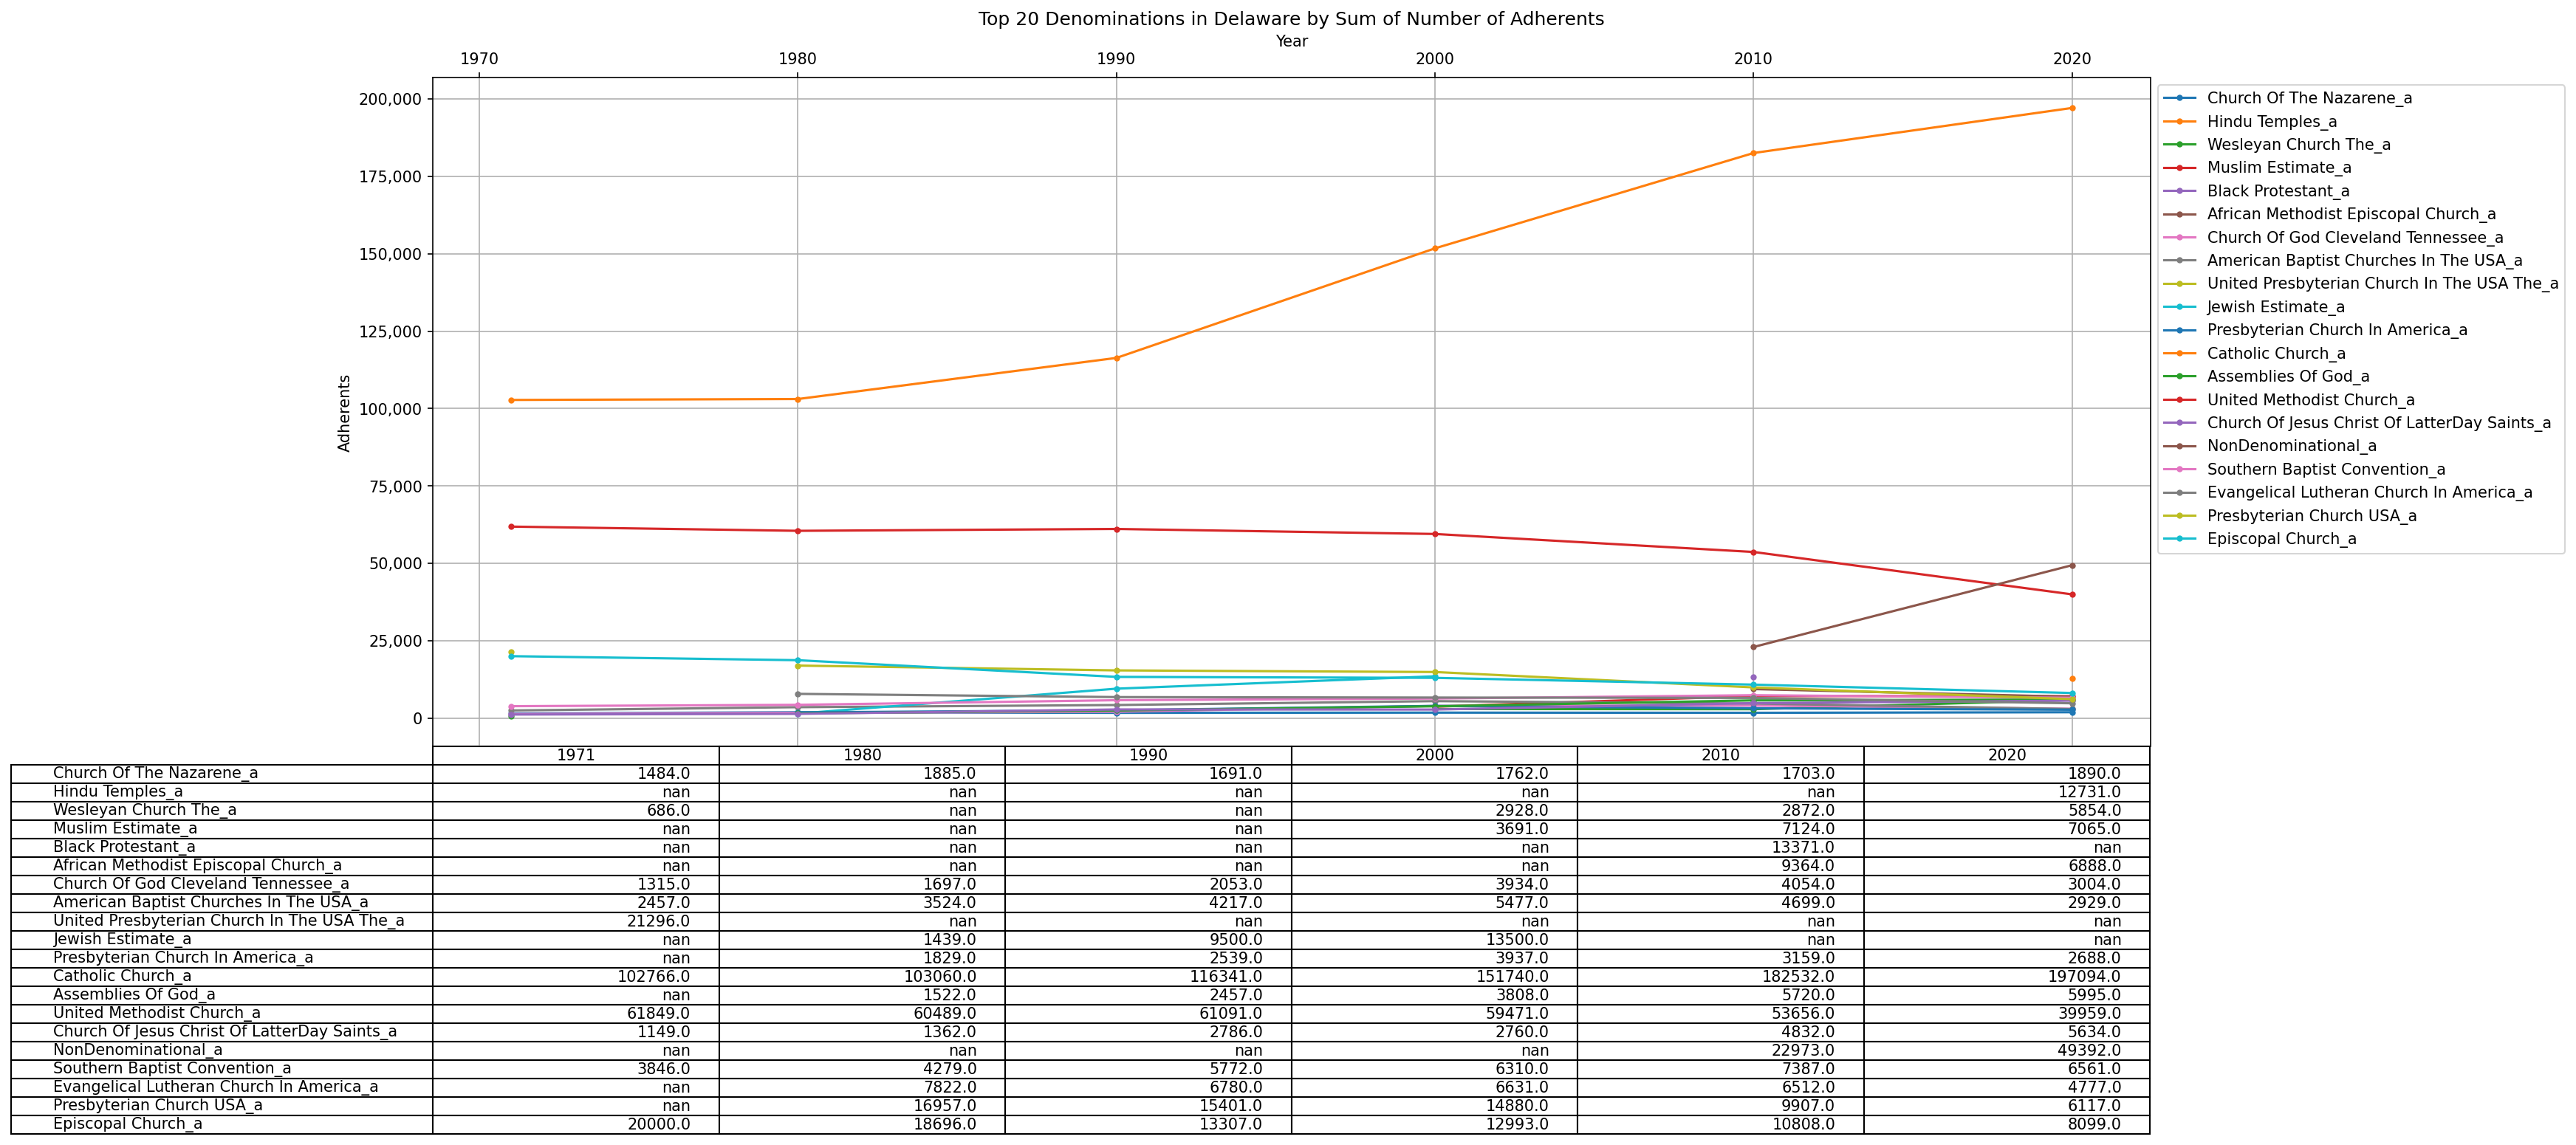 Top 20 Denominations in Delaware by Sum of Number of Adherents
Year
1970 1980 1990 2000 2010 2020
200,000
175,000
150,000
125,000
100,000
75,000
50,000
25,000
0
Adherents
Church Of The Nazarene_a
Hindu Temples_a
Wesleyan Church The_a
Muslim Estimate_a
Black Protestant_a
African Methodist Episcopal Church_a
Church Of God Cleveland Tennessee_a
American Baptist Churches In The USA_a
United Presbyterian Church In The USA The_a
Jewish Estimate_a
Presbyterian Church In America_a
Catholic Church_a
Assemblies Of God_a
United Methodist Church_a
Church Of Jesus Christ Of LatterDay Saints_a
NonDenominational_a
Southern Baptist Convention_a
Evangelical Lutheran Church In America_a
Presbyterian Church USA_a
Episcopal Church_a
1971 1980 1990 2000 2010 2020
Church Of The Nazarene_a 1484.0 1885.0 1691.0 1762.0 1703.0 1890.0
Hindu Temples_a nan nan nan nan nan 12731.0
Wesleyan Church The_a 686.0 nan nan 2928.0 2872.0 5854.0
Muslim Estimate_a nan nan nan 3691.0 7124.0 7065.0
Black Protestant_a nan nan nan nan 13371.0 nan
African Methodist Episcopal Church_a nan nan nan nan 9364.0 6888.0
Church Of God Cleveland Tennessee_a 1315.0 1697.0 2053.0 3934.0 4054.0 3004.0
American Baptist Churches In The USA_a 2457.0 3524.0 4217.0 5477.0 4699.0 2929.0
United Presbyterian Church In The USA The_a 21296.0 nan nan nan nan nan
Jewish Estimate_a nan 1439.0 9500.0 13500.0 nan nan
Presbyterian Church In America_a nan 1829.0 2539.0 3937.0 3159.0 2688.0
Catholic Church_a 102766.0 103060.0 116341.0 151740.0 182532.0 197094.0
Assemblies Of God_a nan 1522.0 2457.0 3808.0 5720.0 5995.0
United Methodist Church_a 61849.0 60489.0 61091.0 59471.0 53656.0 39959.0
Church Of Jesus Christ Of LatterDay Saints_a 1149.0 1362.0 2786.0 2760.0 4832.0 5634.0
NonDenominational_a nan nan nan nan 22973.0 49392.0
Southern Baptist Convention_a 3846.0 4279.0 5772.0 6310.0 7387.0 6561.0
Evangelical Lutheran Church In America_a nan 7822.0 6780.0 6631.0 6512.0 4777.0
Presbyterian Church USA_a nan 16957.0 15401.0 14880.0 9907.0 6117.0
Episcopal Church_a 20000.0 18696.0 13307.0 12993.0 10808.0 8099.0